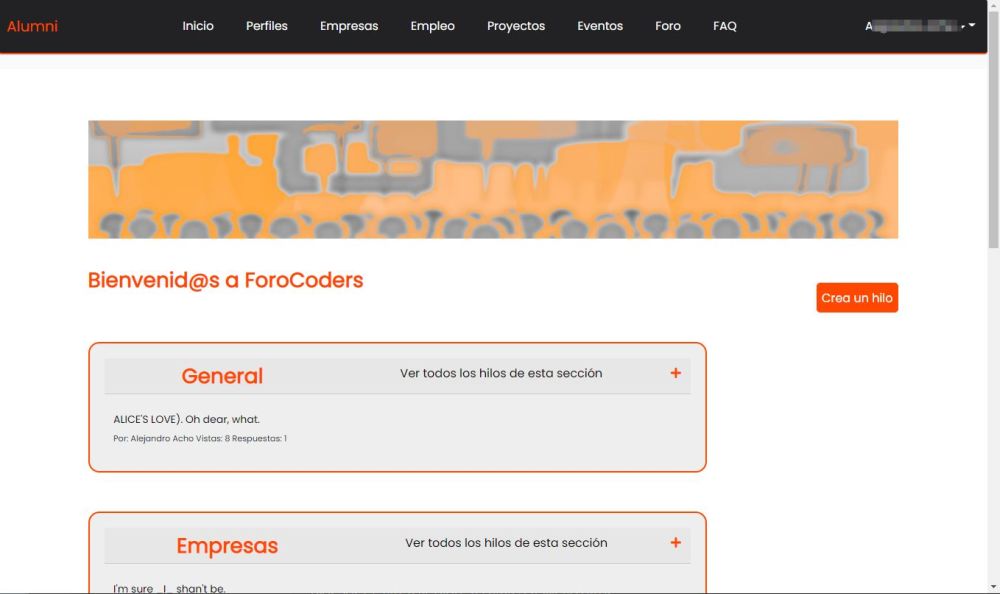 Alumni Inicio Perfiles Empresas Empleo Proyectos Eventos Foro FAQ
Bienvenid@s a ForoCoders
Crea un hilo
General Ver todos los hilos de esta sección +
ALICE'S LOVE). Oh dear, what.
Por: Alejandro Acho Vistas: 8 Respuestas: 1
Empresas Ver todos los hilos de esta sección +
I'm sure _I_ shan't be.